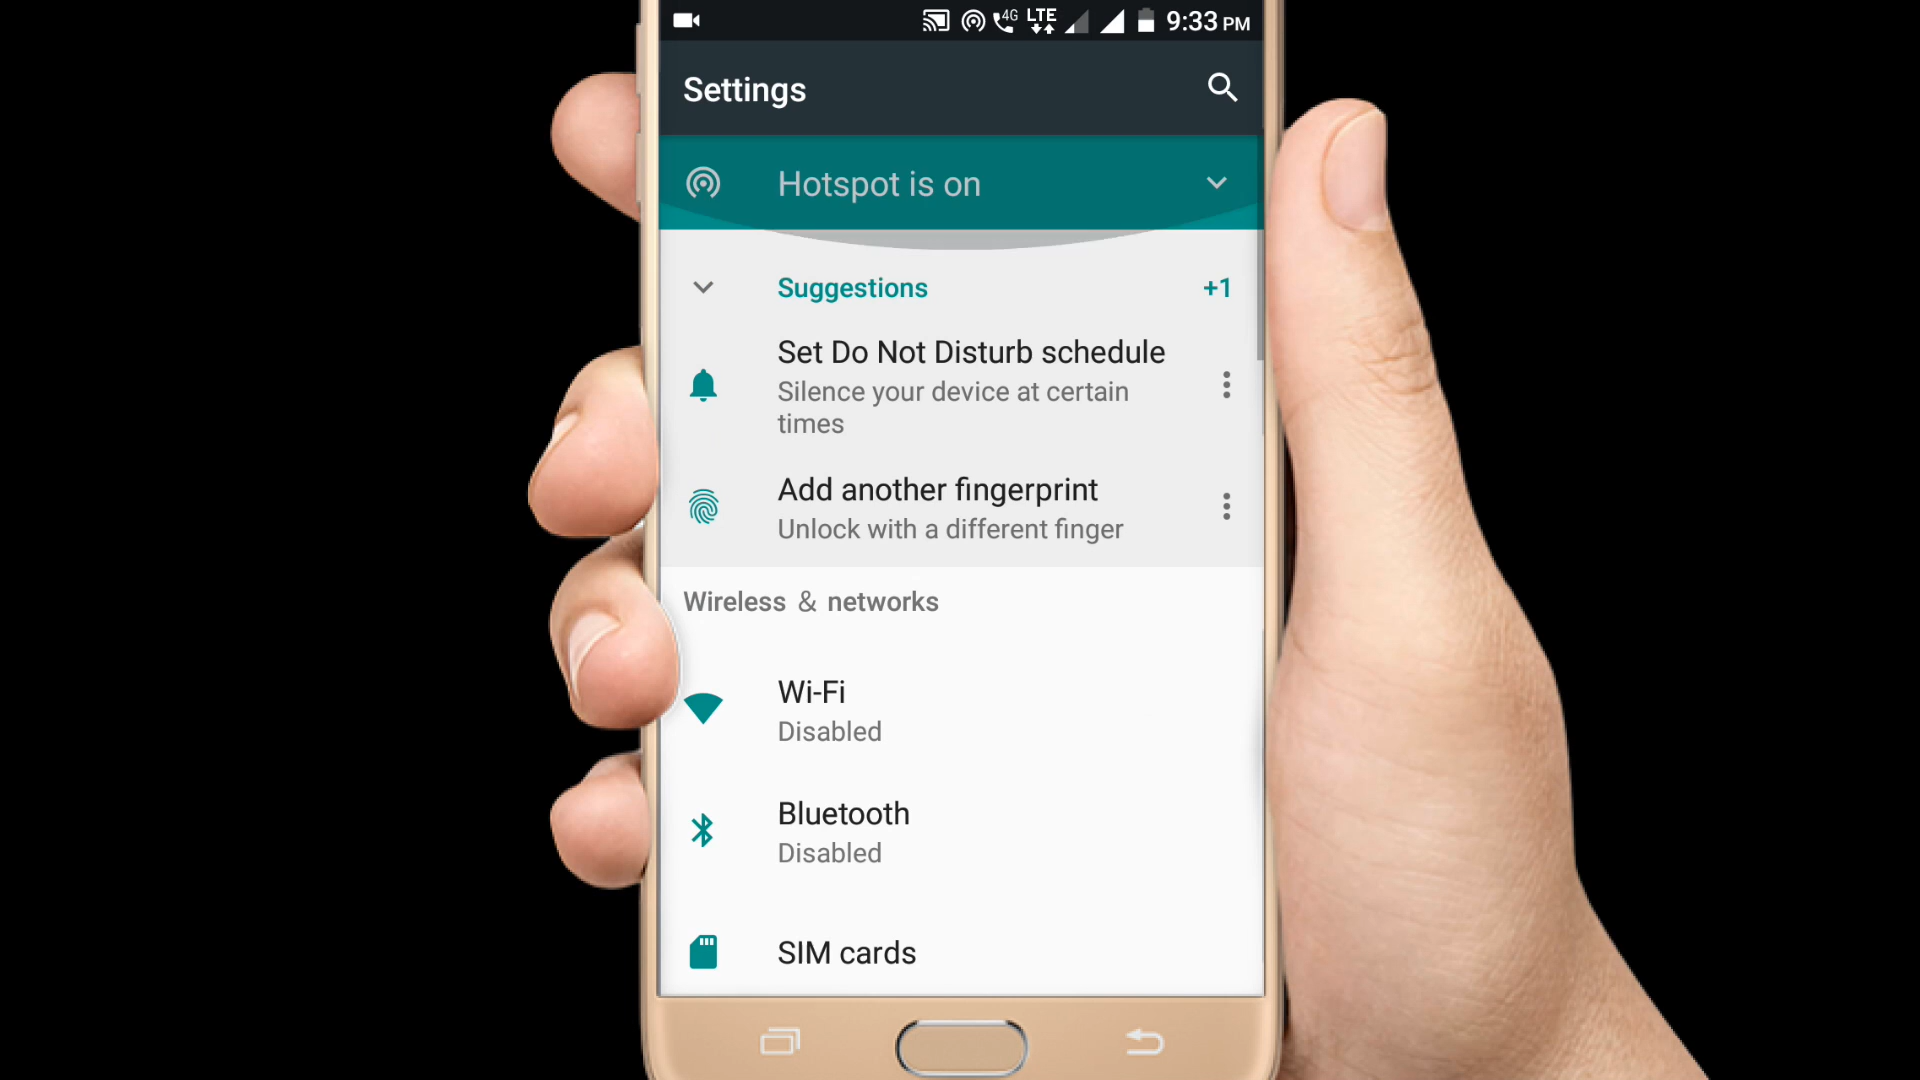 4G LTE 9:33 PM
Settings
Hotspot is on
Suggestions +1
Set Do Not Disturb schedule
Silence your device at certain
times
Add another fingerprint
Unlock with a different finger
Wireless & networks
Wi-Fi
Disabled
Bluetooth
Disabled
SIM cards